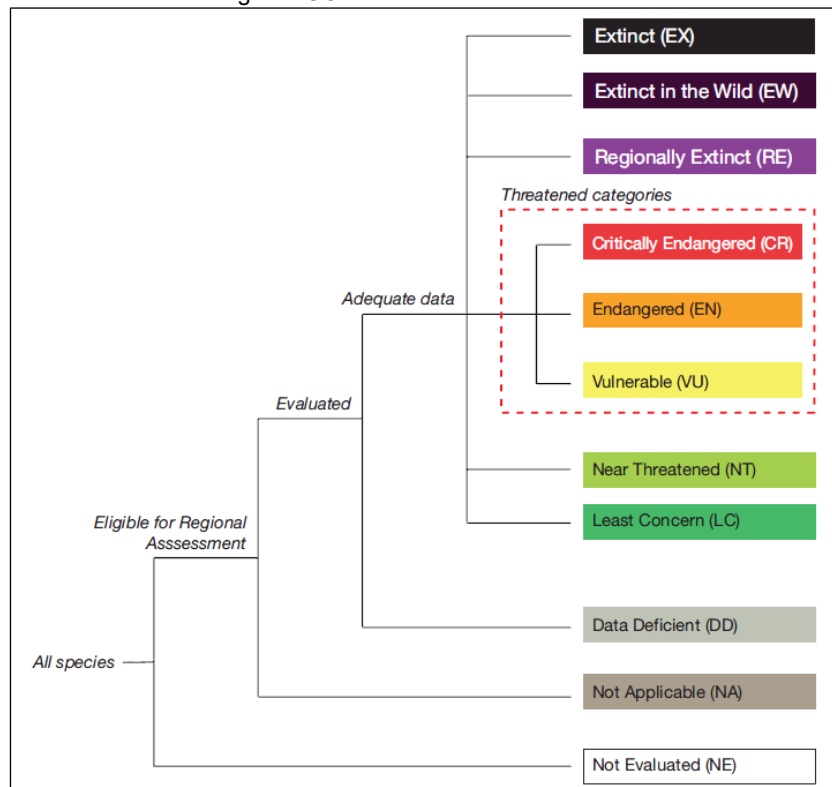 Extinct (EX)
Extinct in the Wild (EW)
Regionally Extinct (RE)
Threatened categories
Critically Endangered (CR)
Adequate data
Endangered (EN)
Vulnerable (VU)
Evaluated
Near Threatened (NT)
Eligible for Regional
Asssessment
Least Concern (LC)
Data Deficient (DD)
All species
Not Applicable (NA)
Not Evaluated (NE)